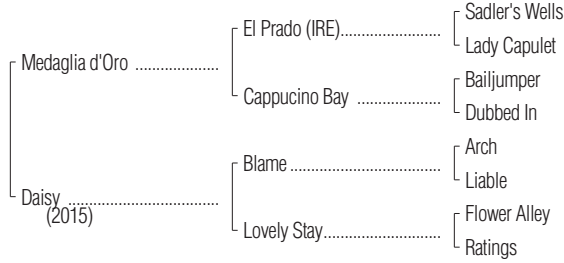 Sadler's Wells
El Prado (IRE)....................
Lady Capulet
Medaglia d'Oro ....................
Bailjumper
Cappucino Bay ....................
Dubbed In
Arch
Blame....................................
Liable
Daisy ....................................
(2015)
Flower Alley
Lovely Stay............................
Ratings